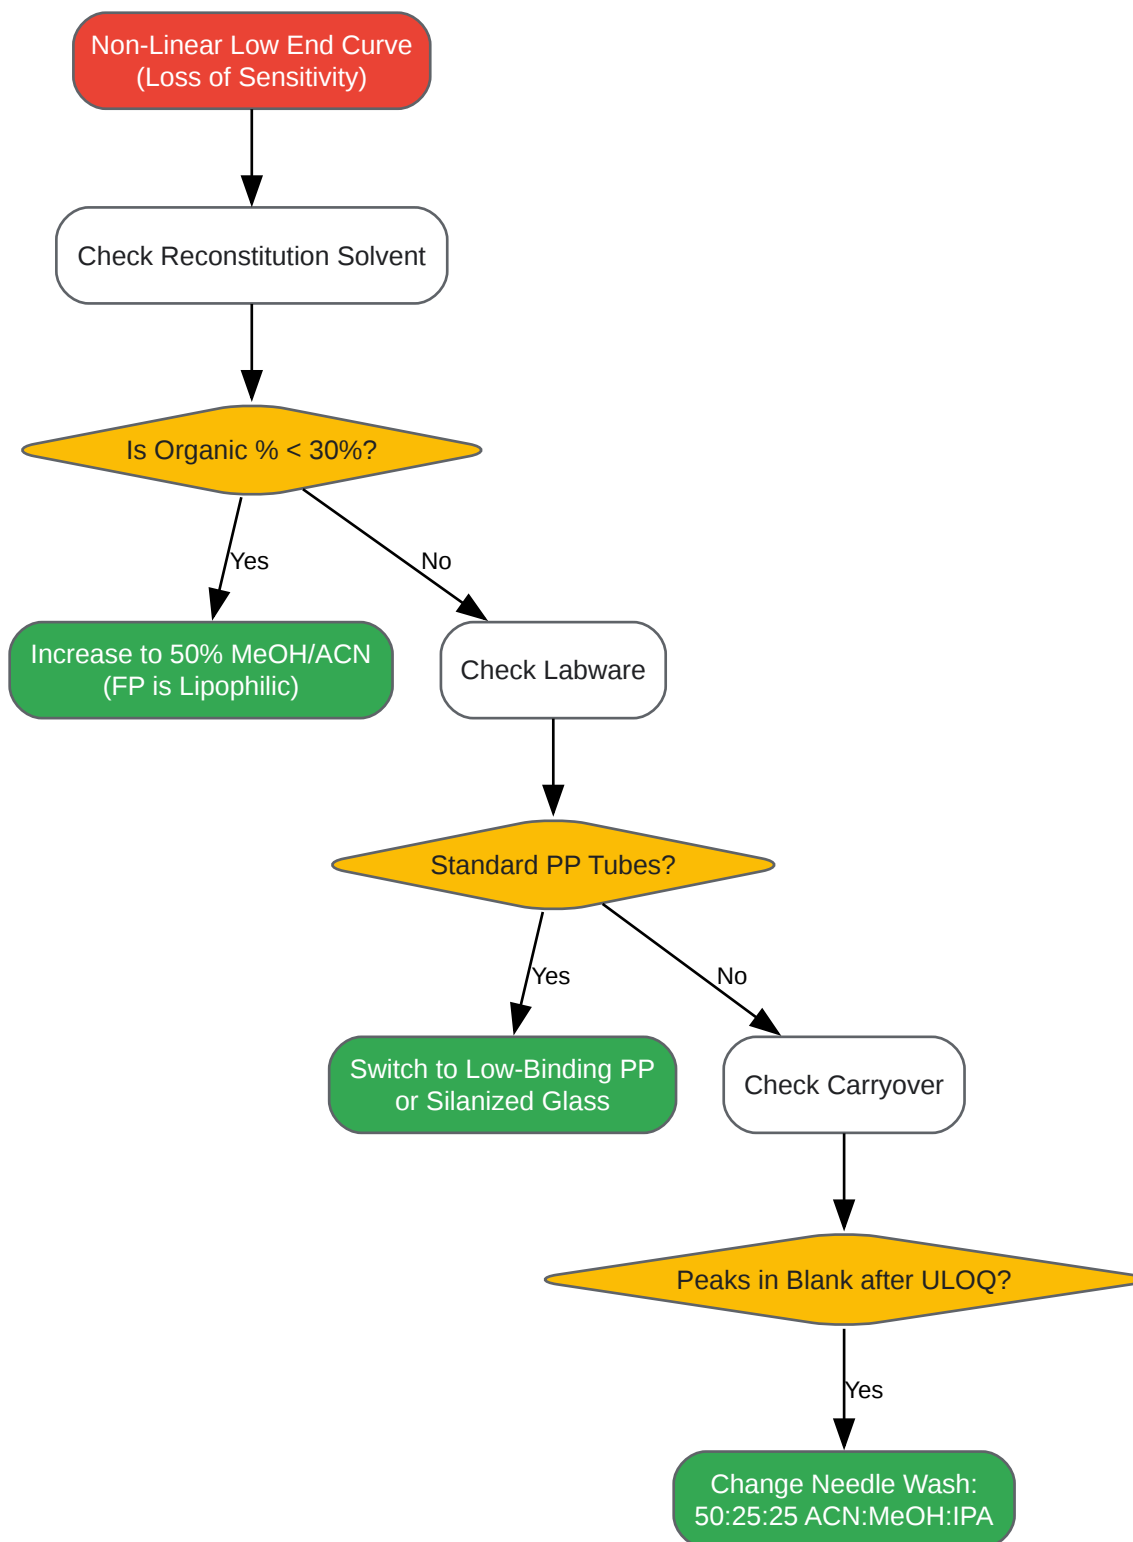 Non-Linear Low End Curve
(Loss of Sensitivity)
Check Reconstitution Solvent
Is Organic % < 30%?
Yes
No
Increase to 50% MeOH/ACN
(FP is Lipophilic)
Check Labware
Standard PP Tubes?
Yes
No
Switch to Low-Binding PP
or Silanized Glass
Check Carryover
Peaks in Blank after ULOQ?
Yes
Change Needle Wash:
50:25:25 ACN:MeOH:IPA